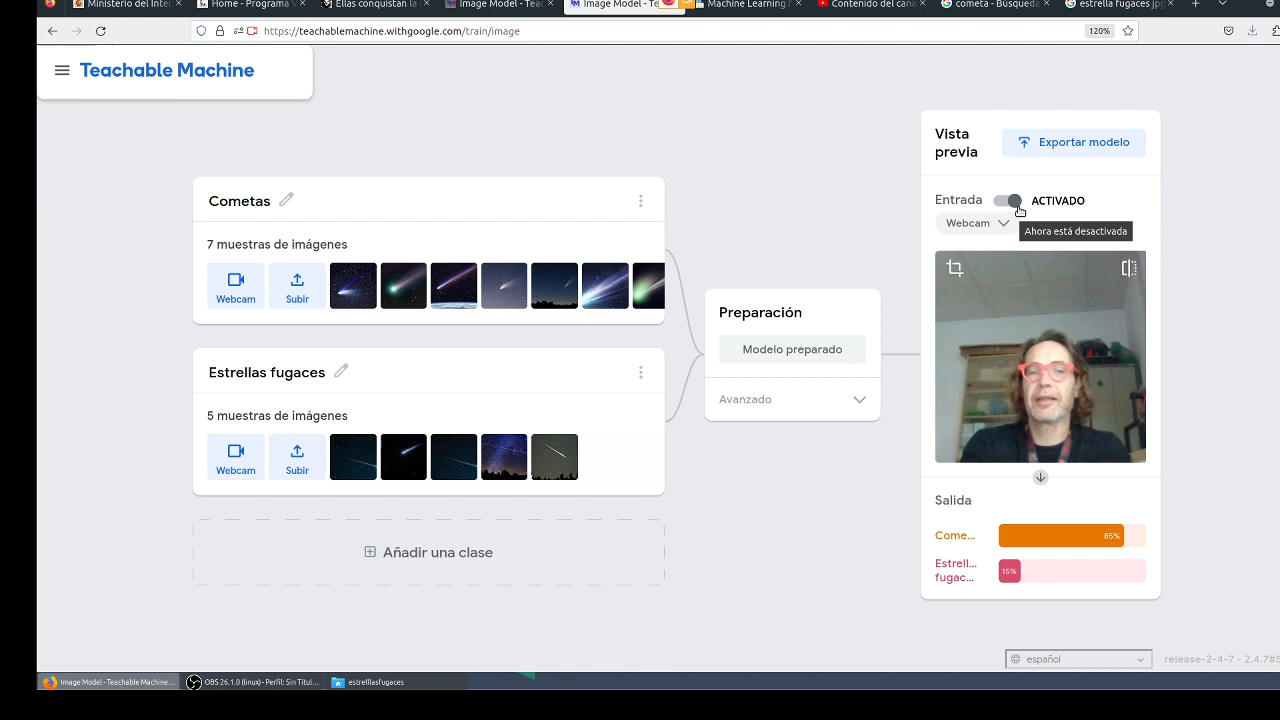 Ministerio del Inter
Home - Programa V
Ellas conquistan la
Image Model - Teac
Image Model - Te
Machine Learning f
Contenido del cana
cometa - Búsqueda
estrella fugaces jpg
https://teachablemachine.withgoogle.com/train/image
120%
Teachable Machine
Vista previa
Exportar modelo
Cometas
Entrada
ACTIVADO
Webcam
Ahora está desactivada
7 muestras de imágenes
Webcam
Subir
Preparación
Modelo preparado
Avanzado
Estrellas fugaces
5 muestras de imágenes
Webcam
Subir
Salida
Come...
85%
Estrell...
fugac...
15%
Añadir una clase
español
release-2-4-7 - 2.4.7#5
Image Model - Teachable Machine...
OBS 26.1.0 (linux) - Perfil: Sin Títul...
estrelllasfugaces